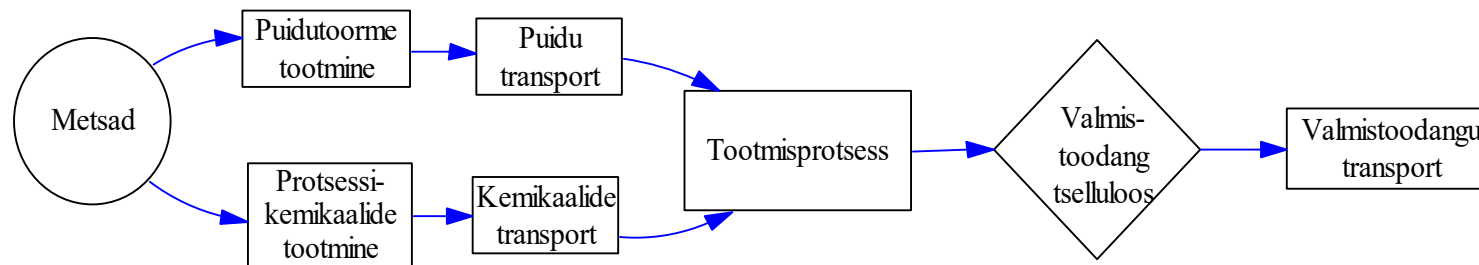 Metsad
Puidutoorme
tootmine
Puidu
transport
Protsessi-
kemikaalide
tootmine
Kemikaalide
transport
Tootmisprotsess
Valmis-
toodang
tselluloos
Valmistoodangu
transport